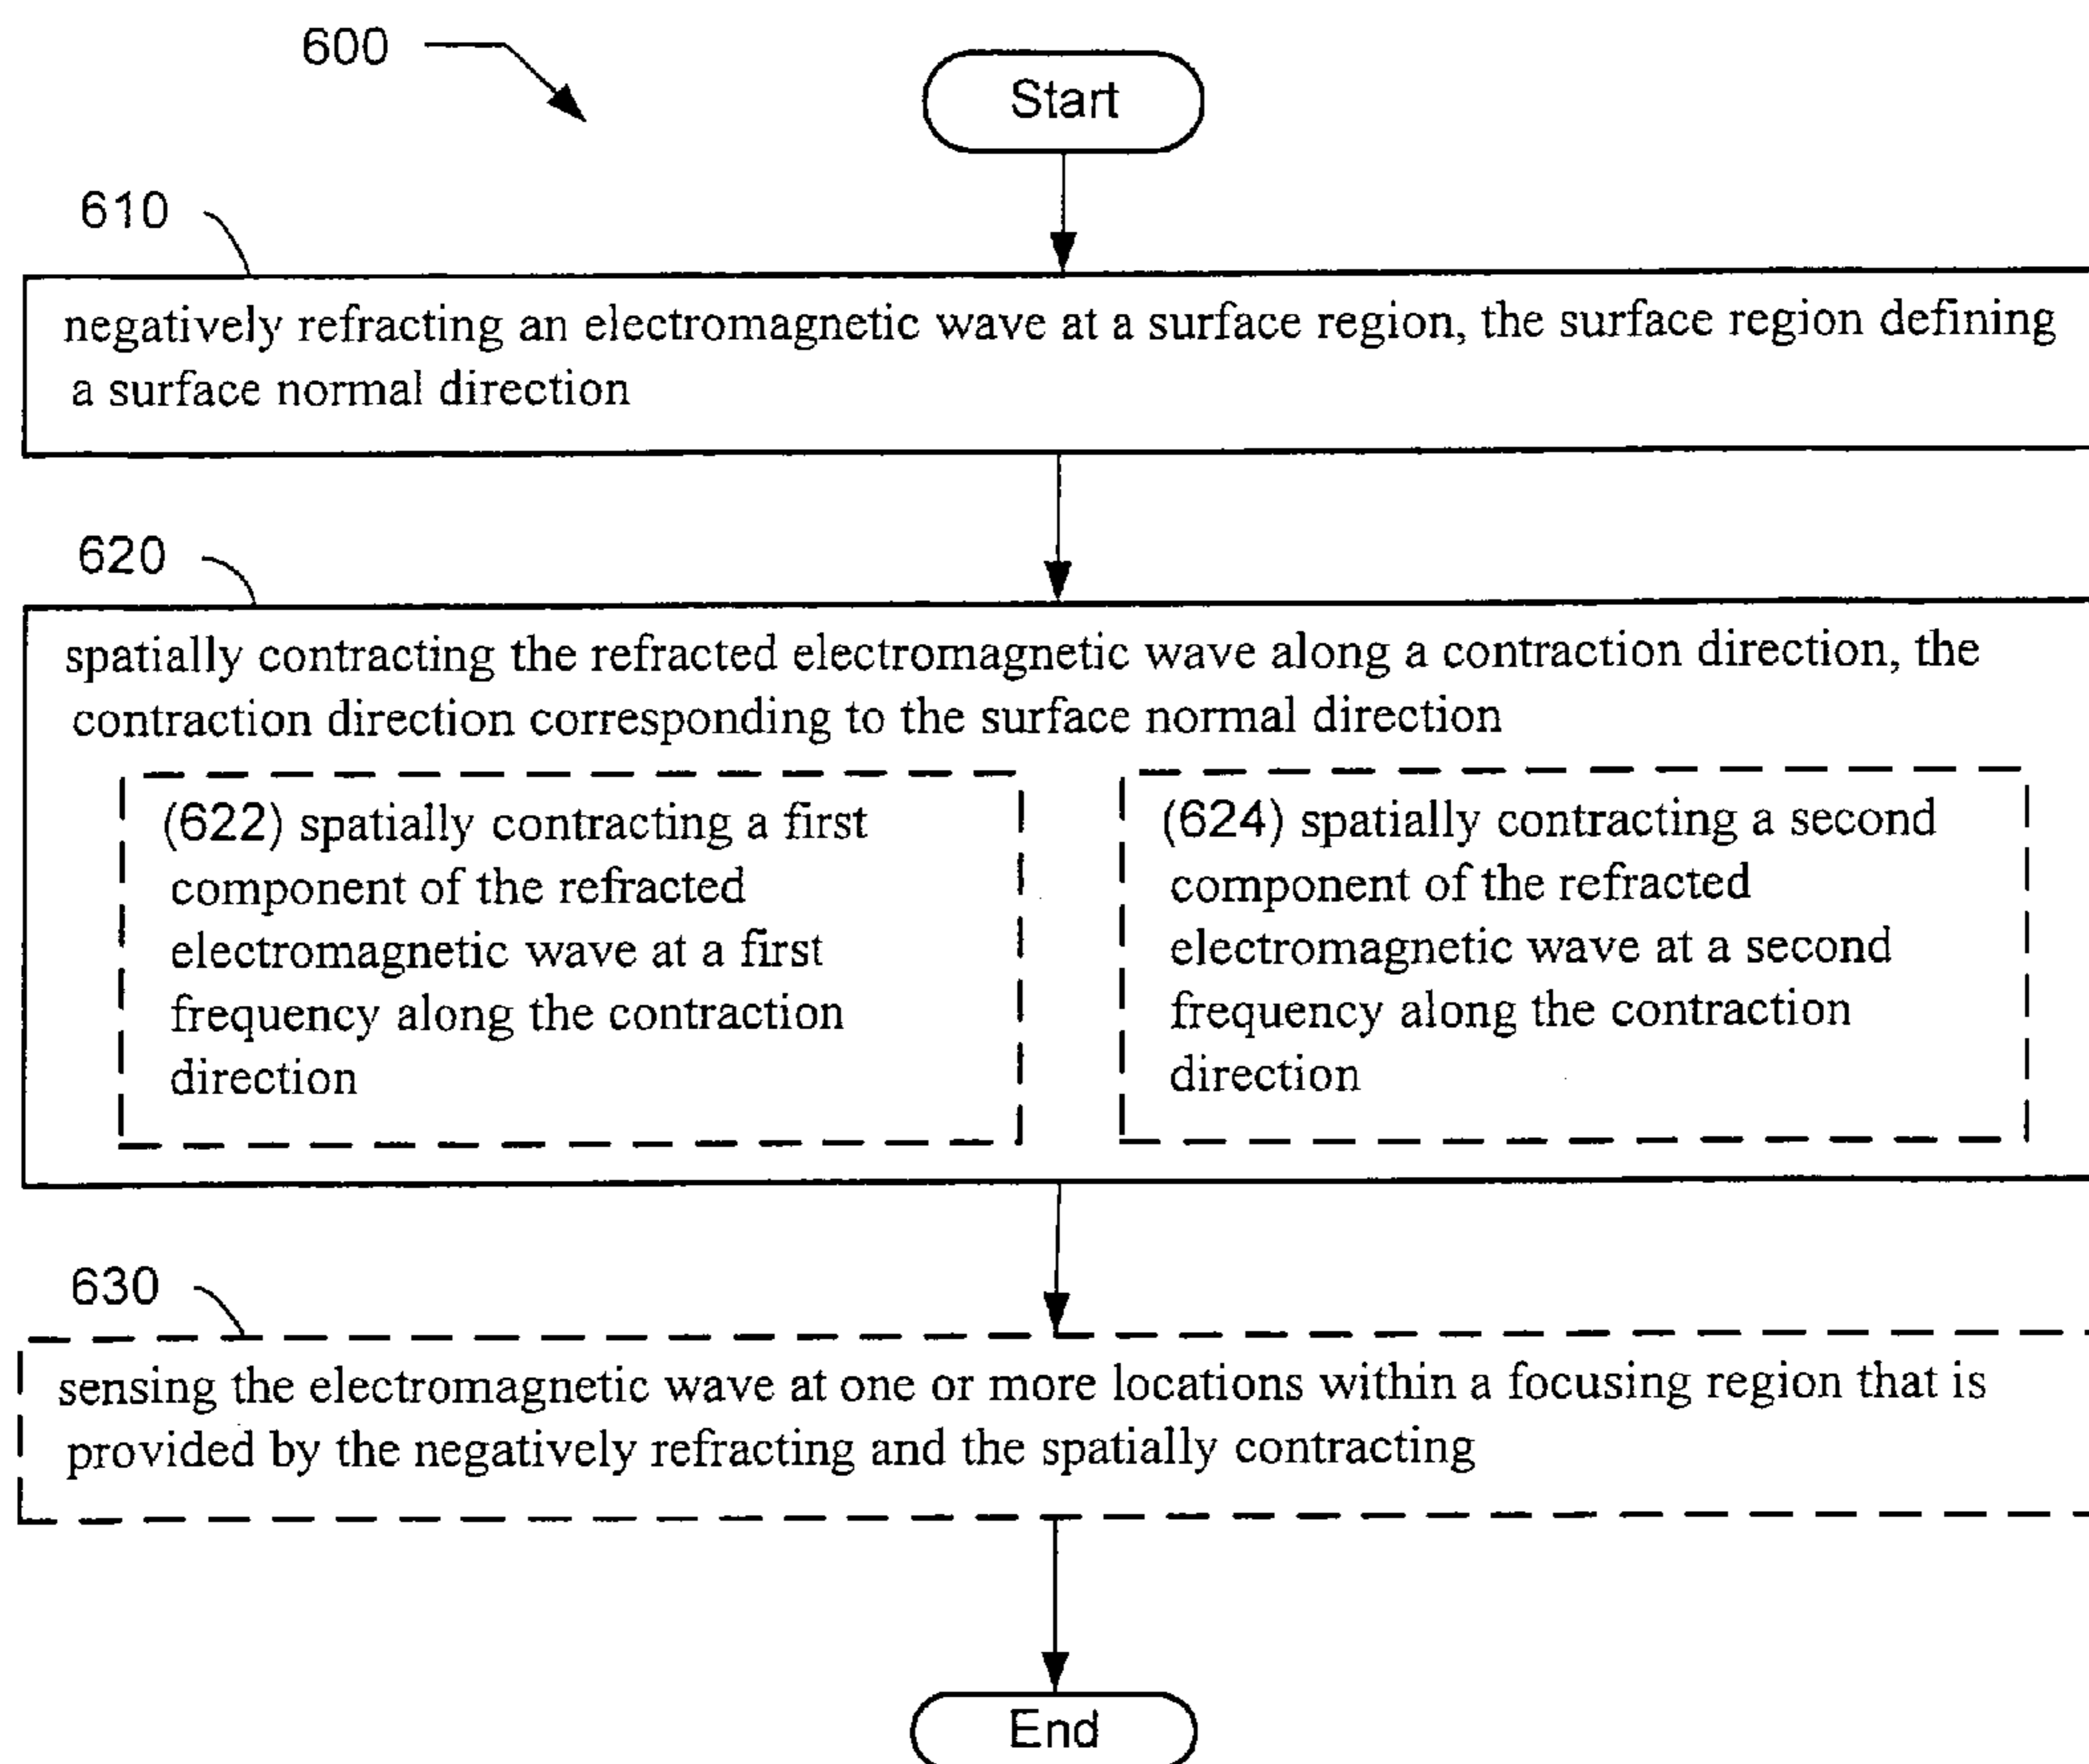 600
Start
610
negatively refracting an electromagnetic wave at a surface region, the surface region defining
a surface normal direction
620
spatially contracting the refracted electromagnetic wave along a contraction direction, the
contraction direction corresponding to the surface normal direction
(622) spatially contracting a first
component of the refracted
electromagnetic wave at a first
frequency along the contraction
direction
(624) spatially contracting a second
component of the refracted
electromagnetic wave at a second
frequency along the contraction
direction
630
sensing the electromagnetic wave at one or more locations within a focusing region that is
provided by the negatively refracting and the spatially contracting
End